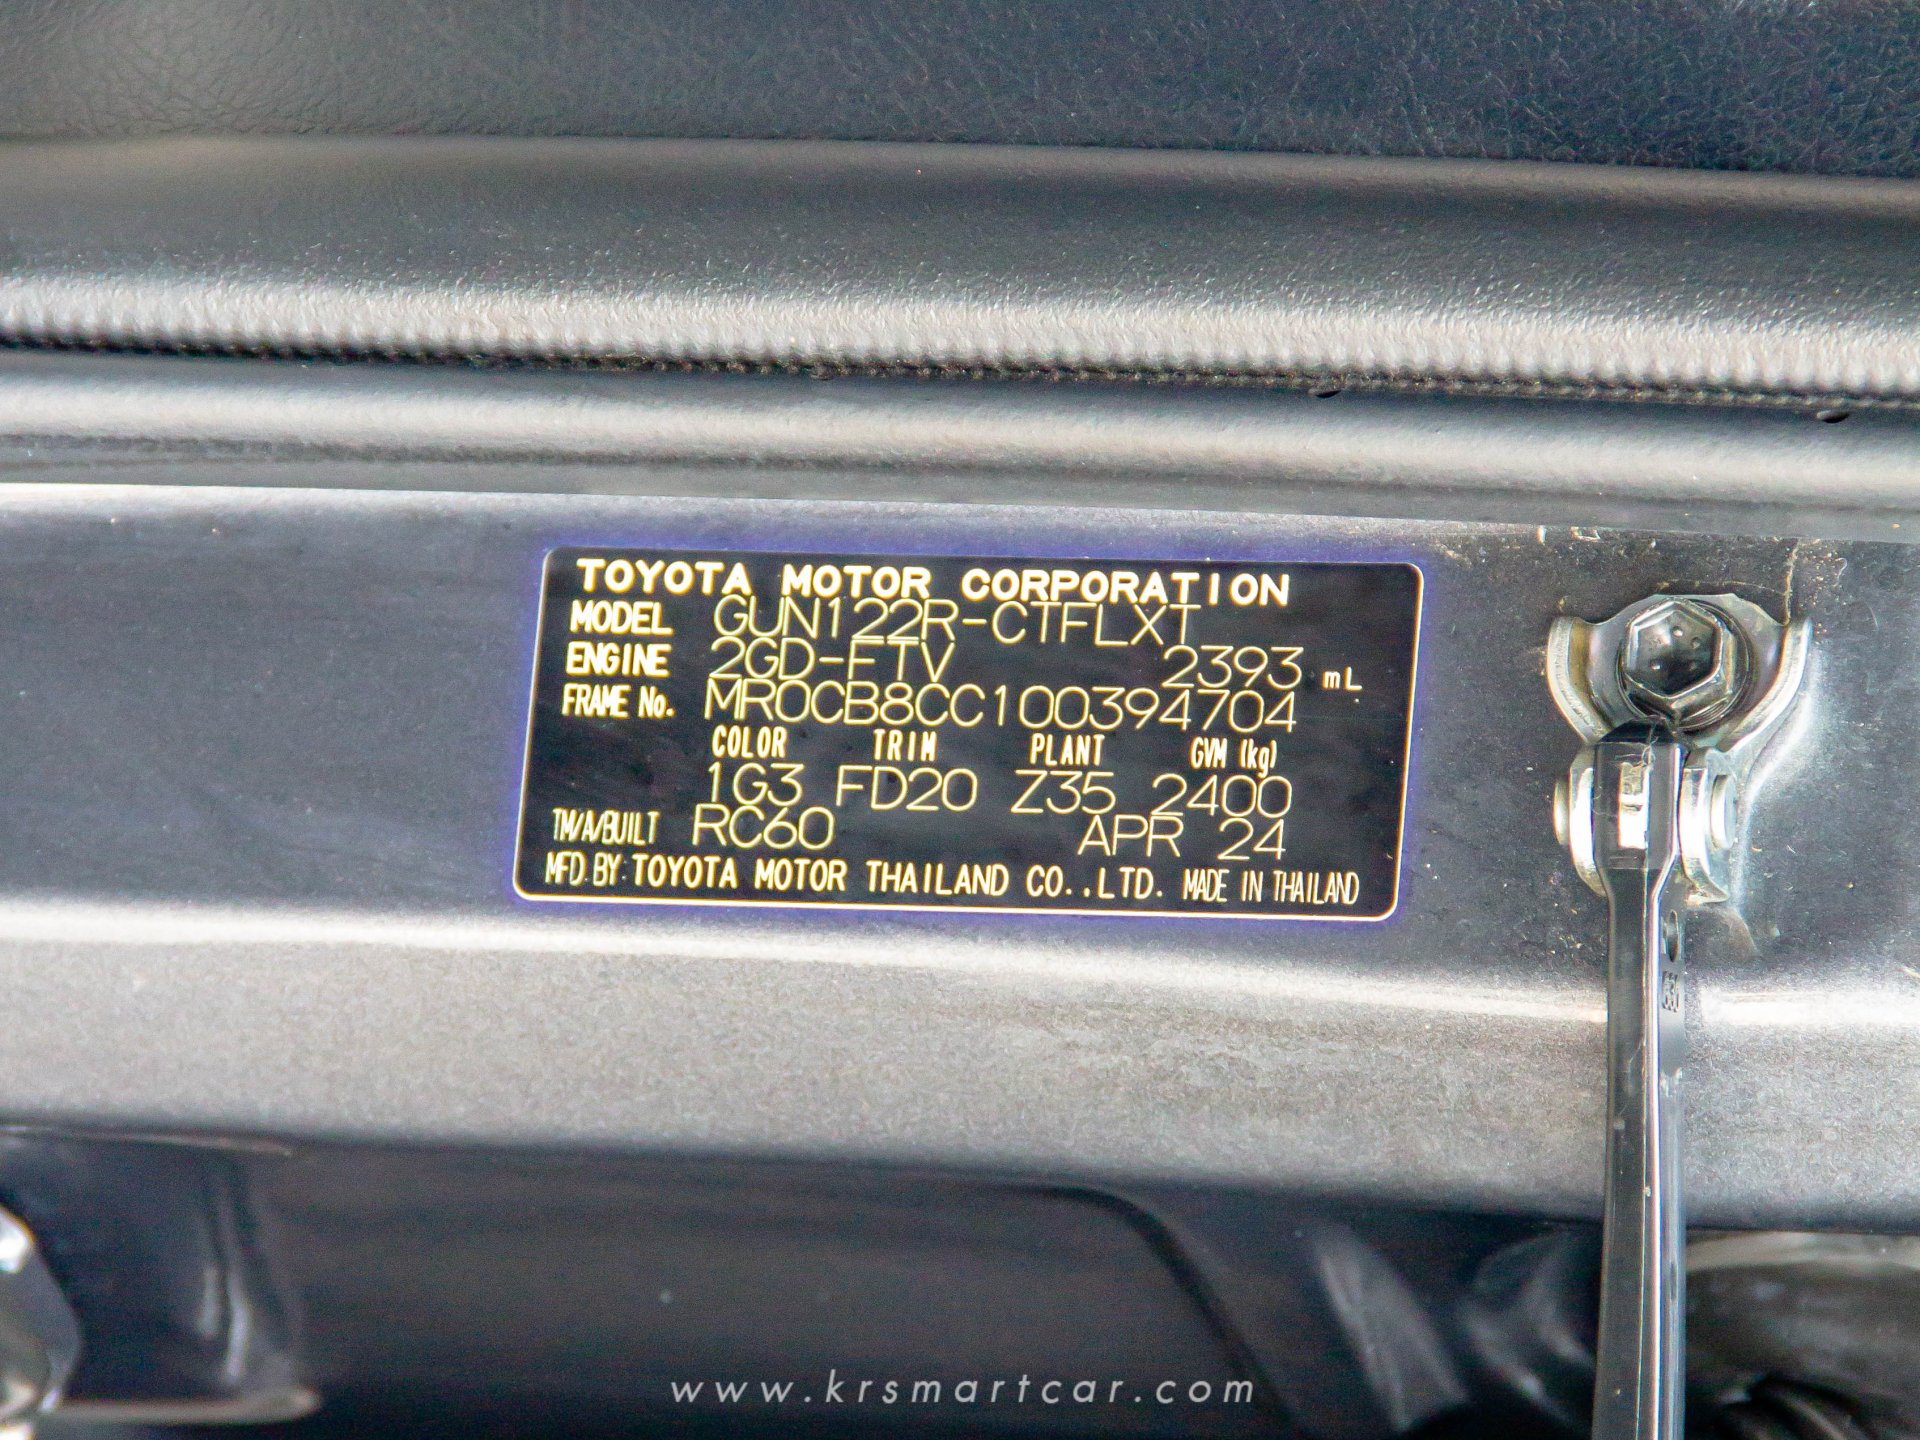 TOYOTA MOTOR CORPORATION
MODEL GUN122R-CTFLXT
ENGINE 2GD-FTV 2393 mL
FRAME No. MR0CB8CC100394704
COLOR TRIM PLANT GVM (kg)
1G3 FD20 Z35 2400
TM/A/BUILT RC60 APR 24
MFD.BY:TOYOTA MOTOR THAILAND CO.,LTD. MADE IN THAILAND
www.krsmartcar.com